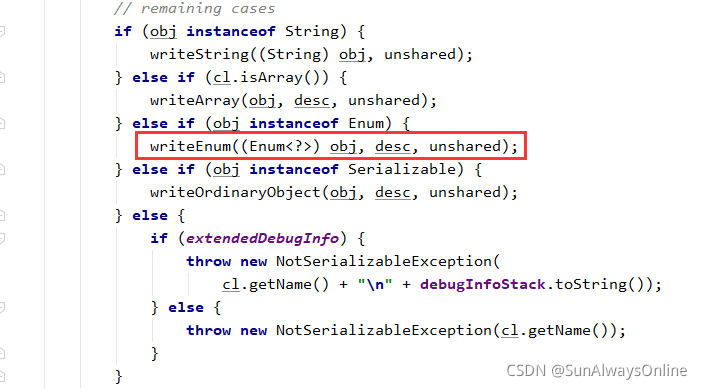 // remaining cases
if (obj instanceof String) {
writeString((String) obj, unshared);
} else if (cl.isArray()) {
writeArray(obj, desc, unshared);
} else if (obj instanceof Enum) {
writeEnum((Enum<?>) obj, desc, unshared);
} else if (obj instanceof Serializable) {
writeOrdinaryObject(obj, desc, unshared);
} else {
if (extendedDebugInfo) {
throw new NotSerializableException(
cl.getName() + "\n" + debugInfoStack.toString());
} else {
throw new NotSerializableException(cl.getName());
}
}
CSDN @SunAlwaysOnline